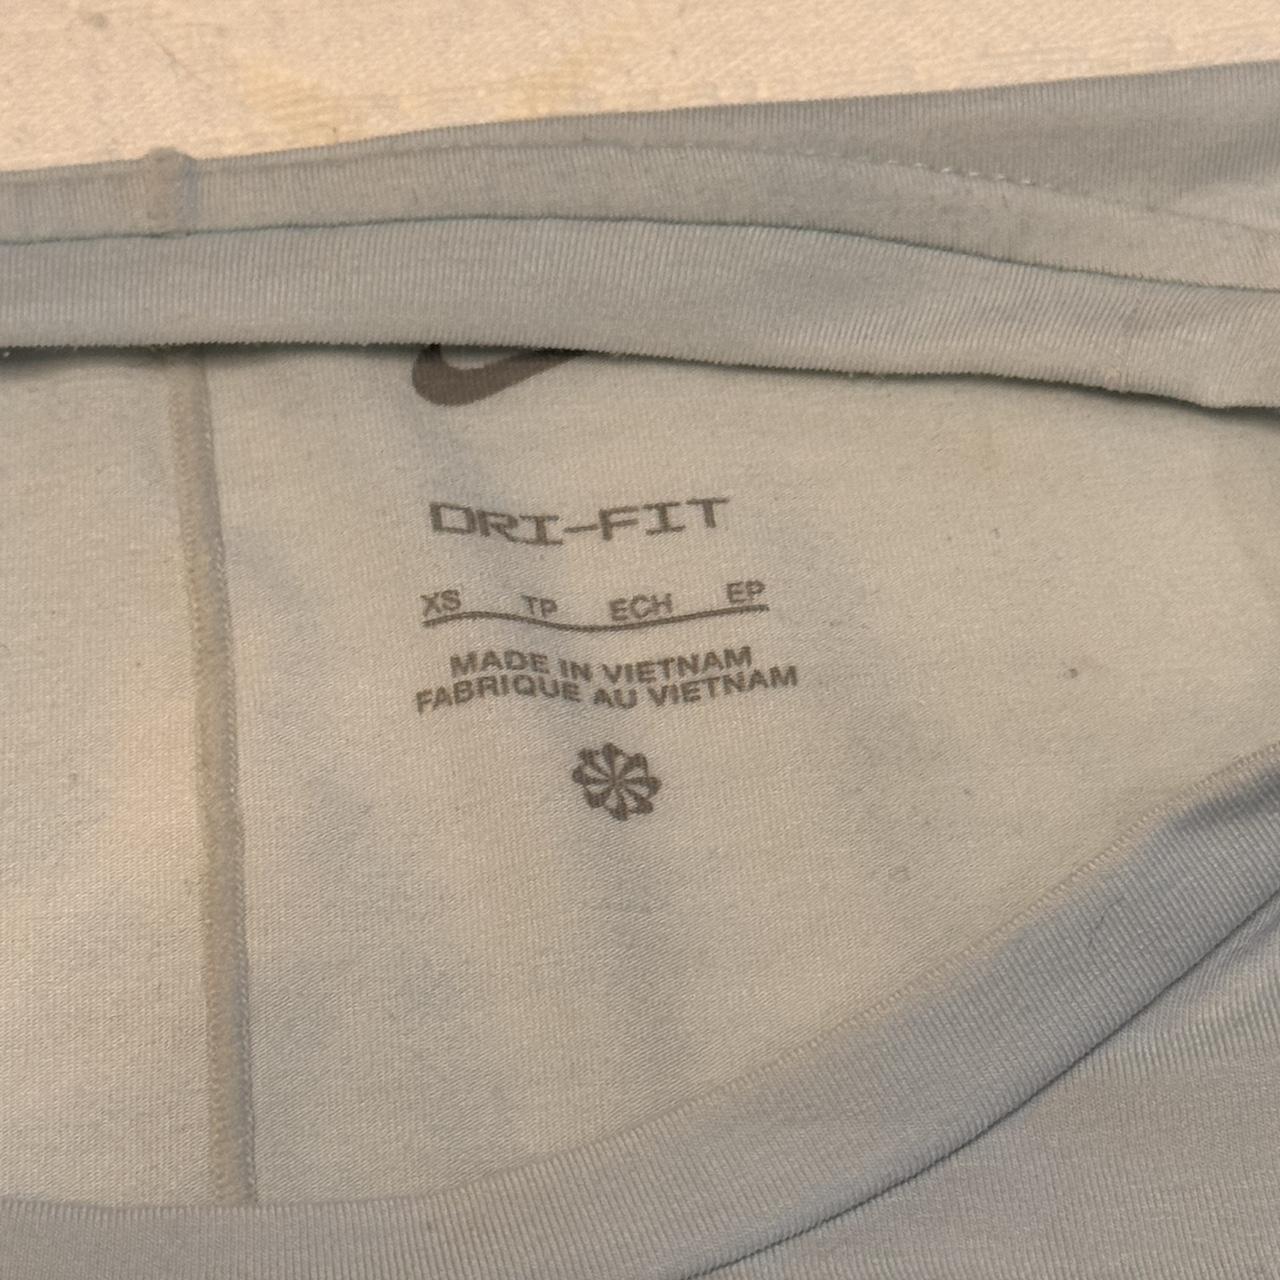 DRI-FIT
XS TP ECH EP
MADE IN VIETNAM
FABRIQUE AU VIETNAM